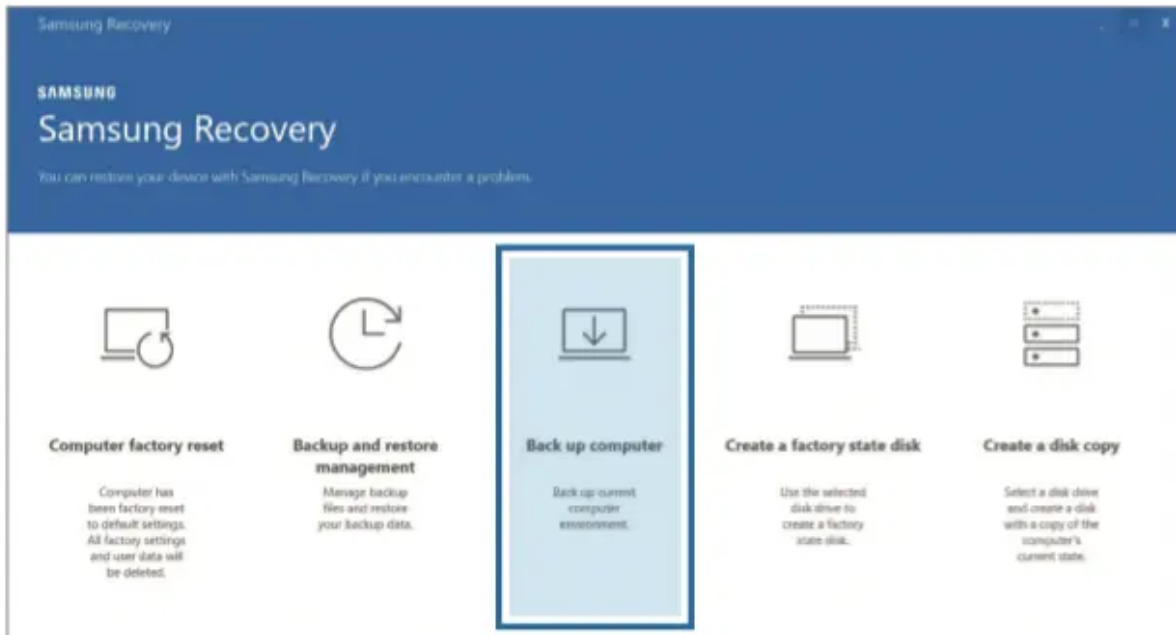 Samsung Recovery
SAMSUNG
Samsung Recovery
You can restore your device with Samsung Recovery if you encounter a problem.
Computer factory reset
Computer has
been factory reset
to default settings.
All factory settings
and user data will
be deleted.
Backup and restore
management
Manage backup
files and restore
your backup data.
Back up computer
Back up current
computer
environment.
Create a factory state disk
Use the selected
disk drive to
create a factory
state disk.
Create a disk copy
Select a disk drive
and create a disk
with a copy of the
computer's
current state.